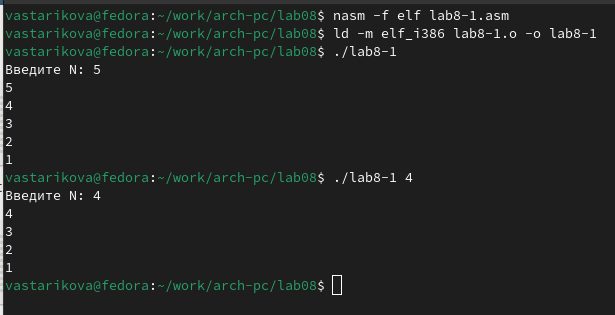 vastarikova@fedora:~/work/arch-pc/lab08$ nasm -f elf lab8-1.asm
vastarikova@fedora:~/work/arch-pc/lab08$ ld -m elf_i386 lab8-1.o -o lab8-1
vastarikova@fedora:~/work/arch-pc/lab08$ ./lab8-1
Введите N: 5
5
4
3
2
1
vastarikova@fedora:~/work/arch-pc/lab08$ ./lab8-1 4
Введите N: 4
4
3
2
1
vastarikova@fedora:~/work/arch-pc/lab08$